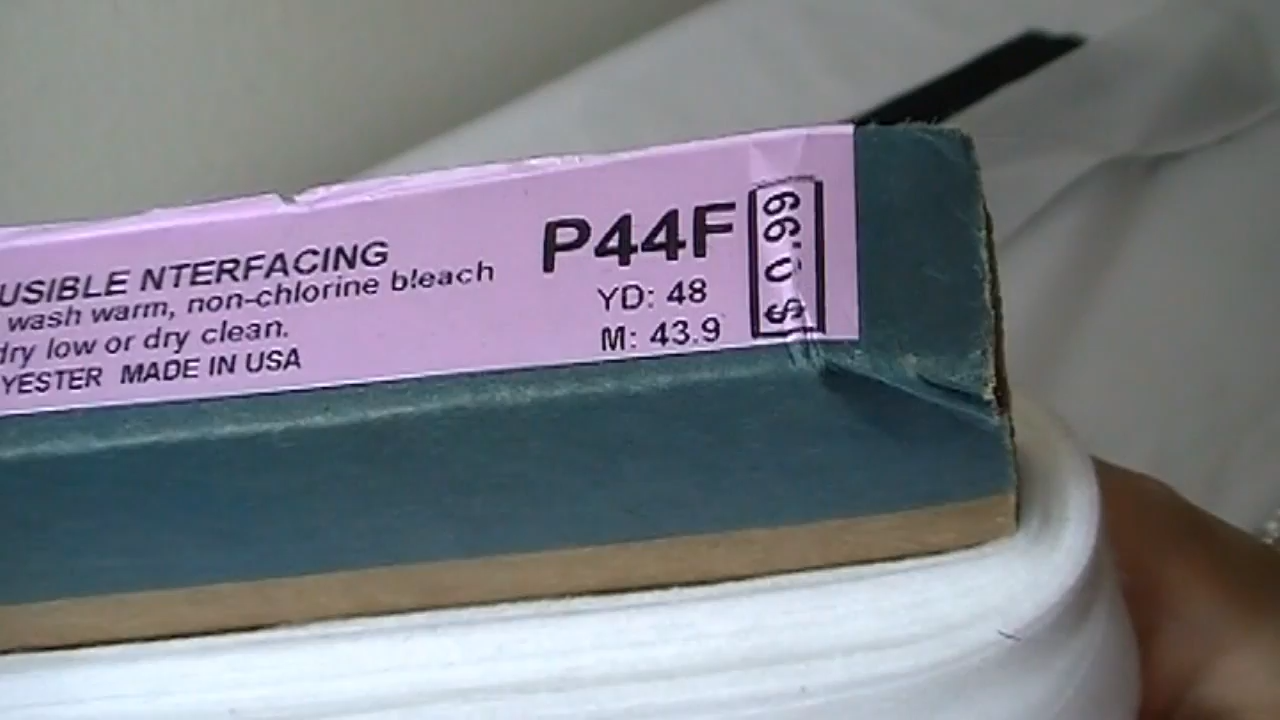 USIBLE NTERFACING
wash warm, non-chlorine bleach
dry low or dry clean.
YESTER MADE IN USA
P44F
YD: 48
M: 43.9
$ 0.99